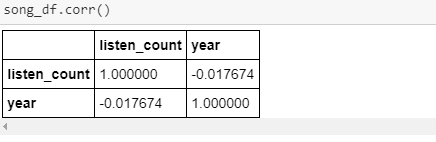 song_df.corr()
listen_count year
listen_count 1.000000 -0.017674
year -0.017674 1.000000